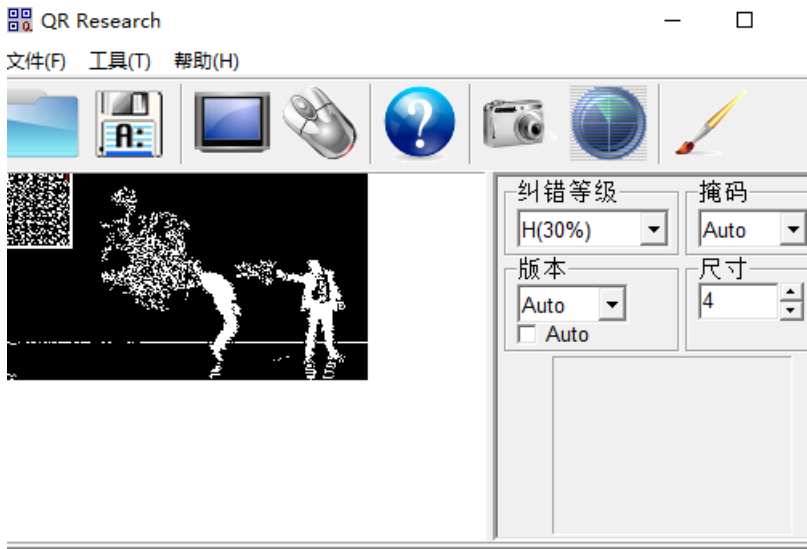 QR Research
文件(F) 工具(T) 帮助(H)
A:
?
纠错等级
掩码
H(30%)
Auto
版本
尺寸
Auto
4
Auto